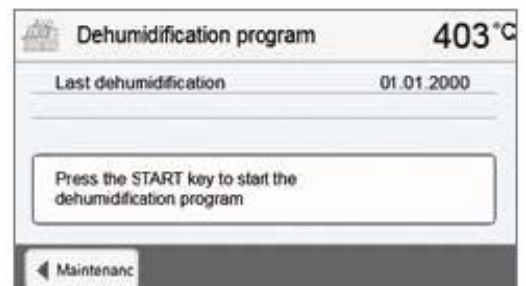 Dehumidification program 403°C
Last dehumidification 01.01.2000
Press the START key to start the
dehumidification program
Maintenanc